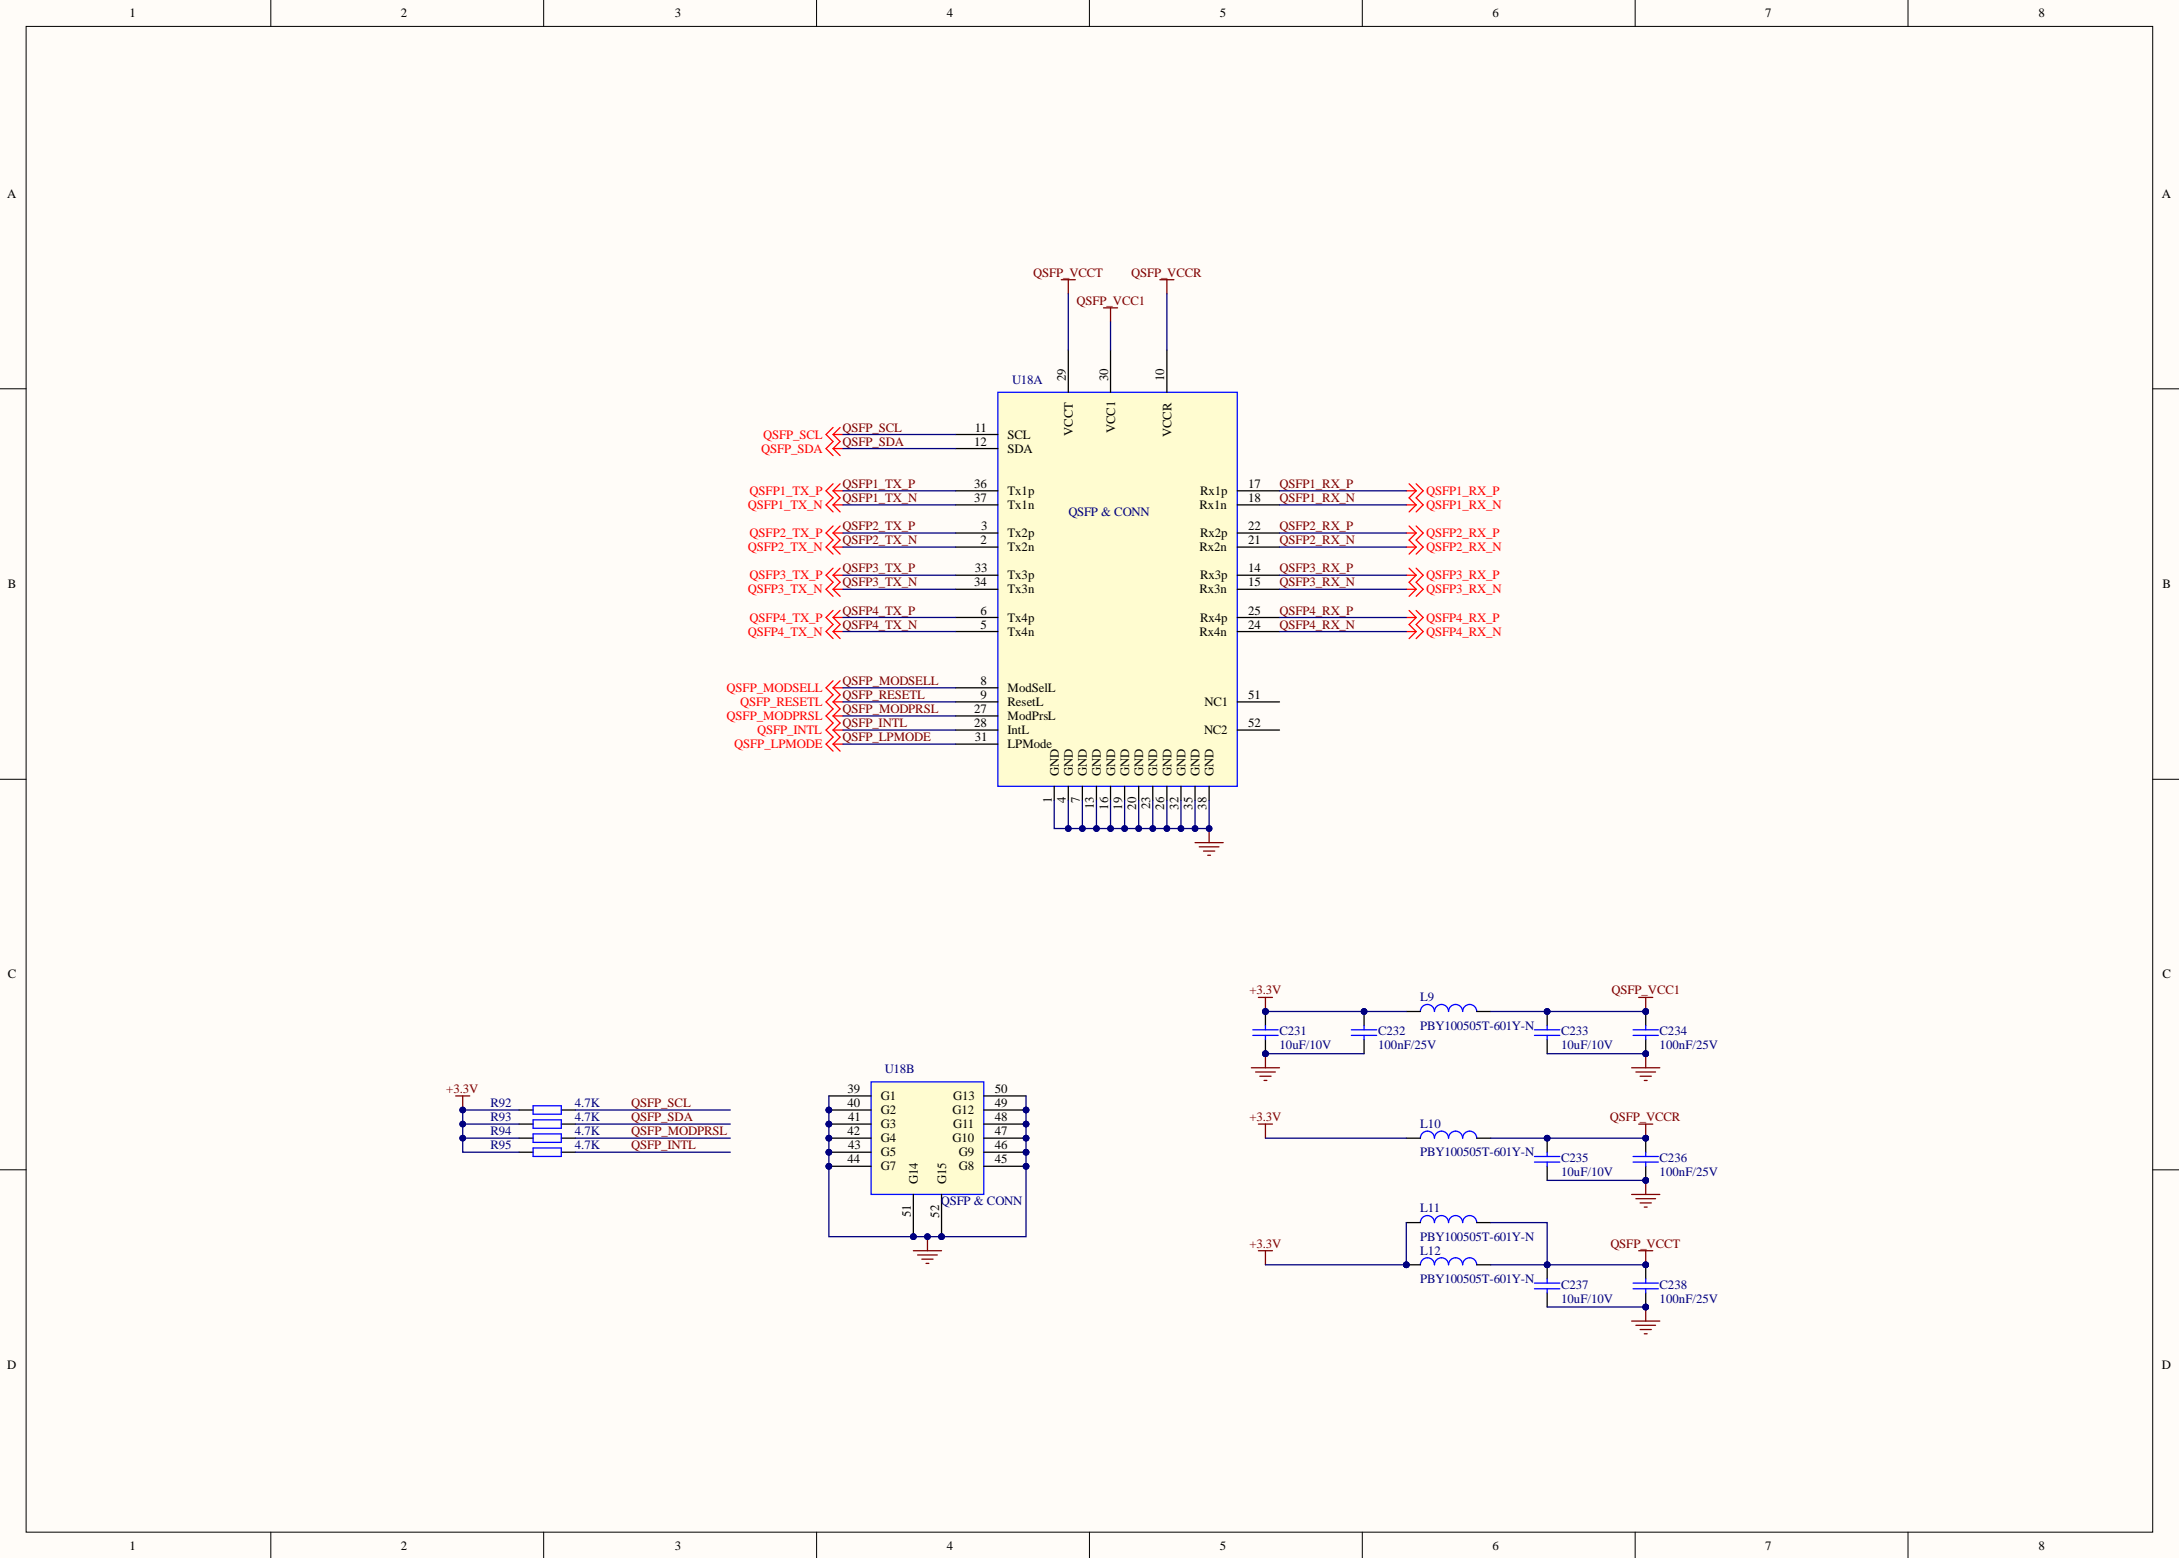 1 2 3 4 5 6 7 8
A A
QSFP_VCCT QSFP_VCCR
QSFP_VCC1
U18A 29 30 10
VCCT VCC1 VCCR
QSFP_SCL QSFP_SCL 11 SCL
QSFP_SDA QSFP_SDA 12 SDA
QSFP1_TX_P QSFP1_TX_P 36 Tx1p Rx1p 17 QSFP1_RX_P QSFP1_RX_P
QSFP1_TX_N QSFP1_TX_N 37 Tx1n Rx1n 18 QSFP1_RX_N QSFP1_RX_N
QSFP & CONN
QSFP2_TX_P QSFP2_TX_P 3 Tx2p Rx2p 22 QSFP2_RX_P QSFP2_RX_P
QSFP2_TX_N QSFP2_TX_N 2 Tx2n Rx2n 21 QSFP2_RX_N QSFP2_RX_N
QSFP3_TX_P QSFP3_TX_P 33 Tx3p Rx3p 14 QSFP3_RX_P QSFP3_RX_P
B B
QSFP3_TX_N QSFP3_TX_N 34 Tx3n Rx3n 15 QSFP3_RX_N QSFP3_RX_N
QSFP4_TX_P QSFP4_TX_P 6 Tx4p Rx4p 25 QSFP4_RX_P QSFP4_RX_P
QSFP4_TX_N QSFP4_TX_N 5 Tx4n Rx4n 24 QSFP4_RX_N QSFP4_RX_N
QSFP_MODSELL QSFP_MODSELL 8 ModSelL
QSFP_RESETL QSFP_RESETL 9 ResetL NC1 51
QSFP_MODPRSL QSFP_MODPRSL 27 ModPrsL
QSFP_INTL QSFP_INTL 28 IntL NC2 52
QSFP_LPMODE QSFP_LPMODE 31 LPMode
GND GND GND GND GND GND GND GND GND GND GND GND
1 4 7 13 16 19 20 23 26 32 35 38
C C
+3.3V L9 QSFP_VCC1
PBY100505T-601Y-N
C231 C232 C233 C234
10uF/10V 100nF/25V 10uF/10V 100nF/25V
U18B
+3.3V
R92 4.7K QSFP_SCL
R93 4.7K QSFP_SDA
R94 4.7K QSFP_MODPRSL
R95 4.7K QSFP_INTL
39 G1 G13 50
40 G2 G12 49
41 G3 G11 48
42 G4 G10 47
43 G5 G9 46
44 G7 G8 45
G14 G15
QSFP & CONN
51 52
+3.3V L10 QSFP_VCCR
PBY100505T-601Y-N
C235 C236
10uF/10V 100nF/25V
L11
PBY100505T-601Y-N
+3.3V L12 QSFP_VCCT
PBY100505T-601Y-N
C237 C238
10uF/10V 100nF/25V
D D
1 2 3 4 5 6 7 8